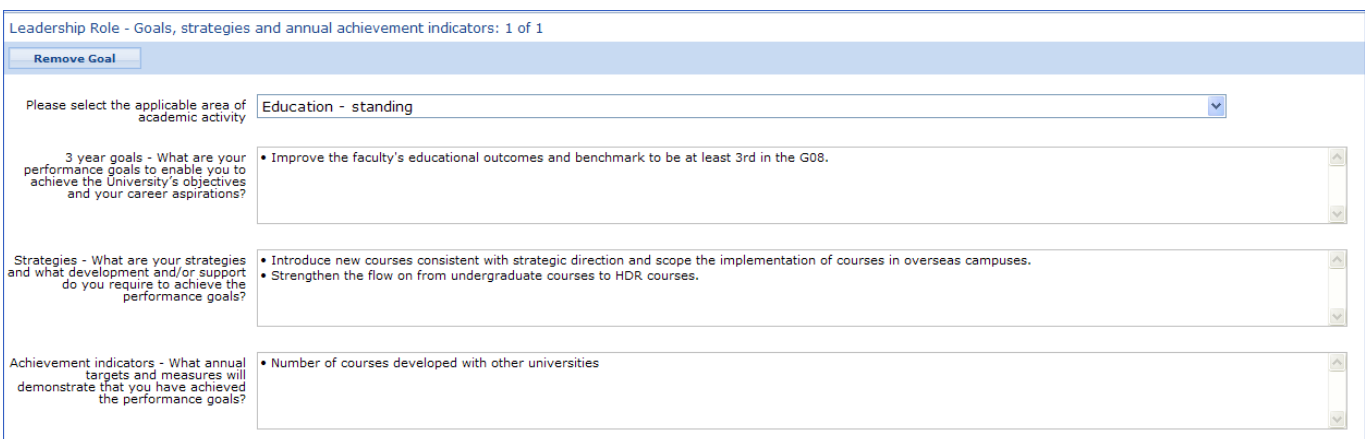 Leadership Role - Goals, strategies and annual achievement indicators: 1 of 1
Remove Goal
Please select the applicable area of
academic activity
Education - standing
3 year goals - What are your
performance goals to enable you to
achieve the University's objectives
and your career aspirations?
• Improve the faculty's educational outcomes and benchmark to be at least 3rd in the G08.
Strategies - What are your strategies
and what development and/or support
do you require to achieve the
performance goals?
• Introduce new courses consistent with strategic direction and scope the implementation of courses in overseas campuses.
• Strengthen the flow on from undergraduate courses to HDR courses.
Achievement indicators - What annual
targets and measures will
demonstrate that you have achieved
the performance goals?
• Number of courses developed with other universities